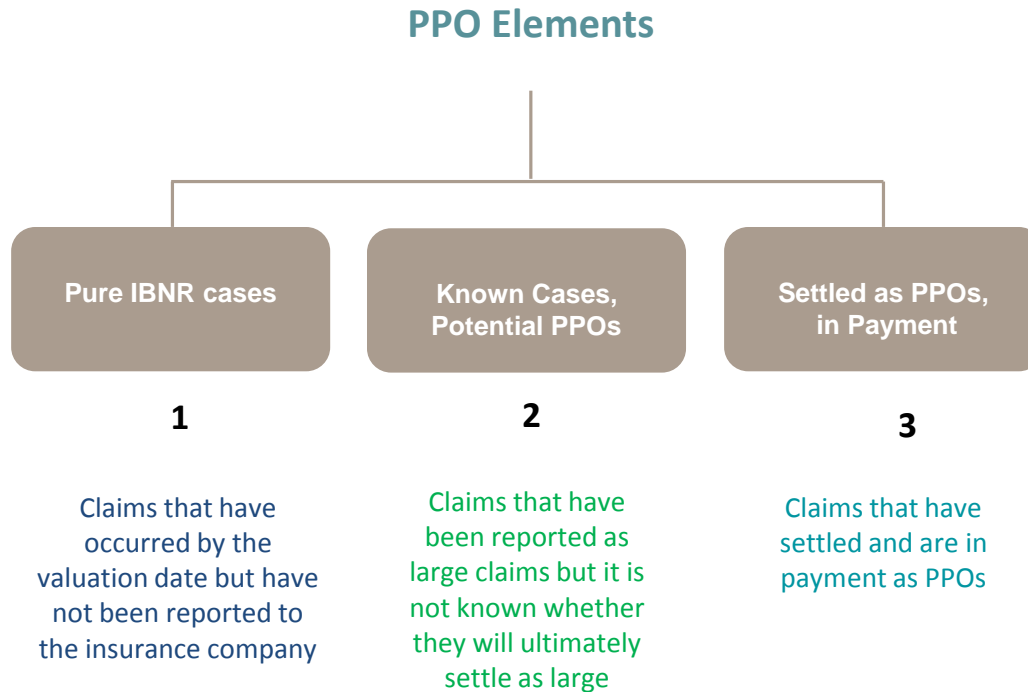 PPO Elements
Pure IBNR cases
Known Cases,
Potential PPOs
Settled as PPOs,
in Payment
1
2
3
Claims that have
occurred by the
valuation date but have
not been reported to
the insurance company
Claims that have
been reported as
large claims but it is
not known whether
they will ultimately
settle as large
Claims that have
settled and are in
payment as PPOs